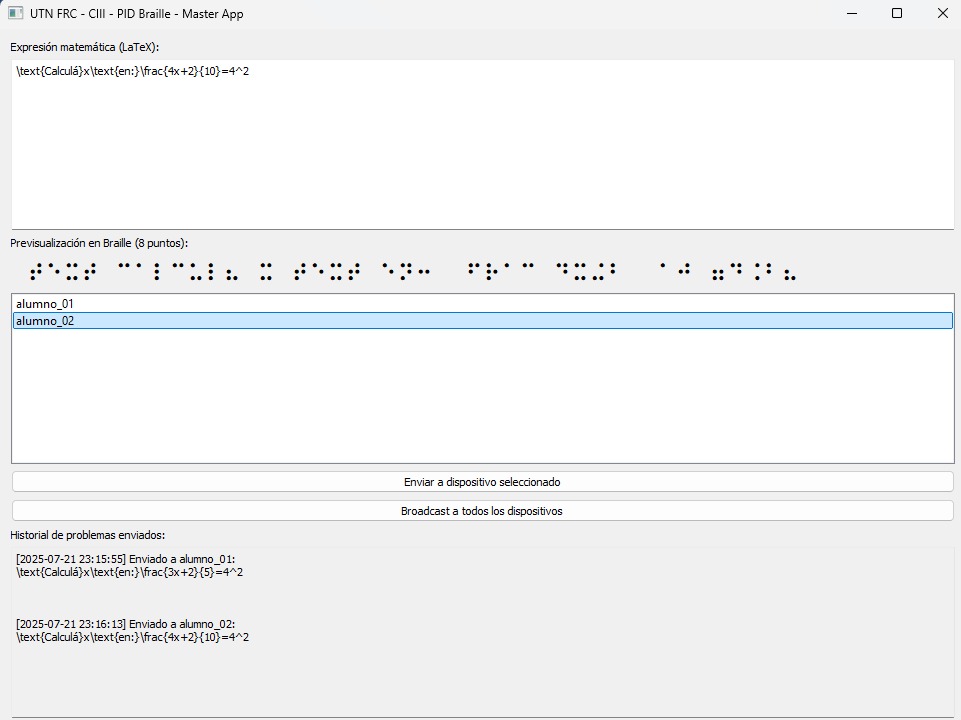 UTN FRC - CIII - PID Braille - Master App
Expresión matemática (LaTeX):
\text{Calculá}x\text{en:}\frac{4x+2}{10}=4^2
Previsualización en Braille (8 puntos):
alumno_01
alumno_02
Enviar a dispositivo seleccionado
Broadcast a todos los dispositivos
Historial de problemas enviados:
[2025-07-21 23:15:55] Enviado a alumno_01:
\text{Calculá}x\text{en:}\frac{3x+2}{5}=4^2
[2025-07-21 23:16:13] Enviado a alumno_02:
\text{Calculá}x\text{en:}\frac{4x+2}{10}=4^2